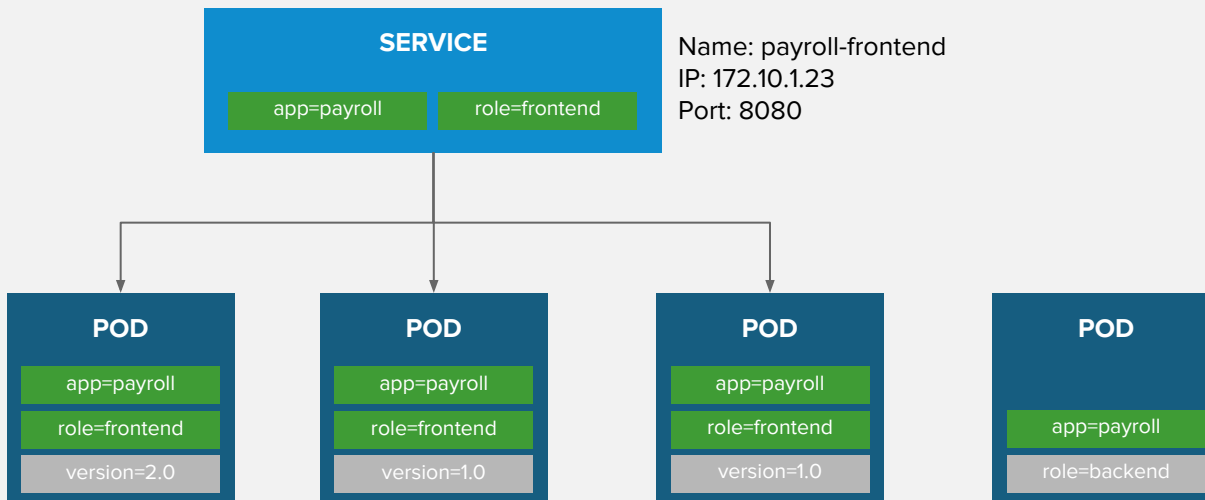 SERVICE
app=payroll
role=frontend
Name: payroll-frontend
IP: 172.10.1.23
Port: 8080
POD
app=payroll
role=frontend
version=2.0
POD
app=payroll
role=frontend
version=1.0
POD
app=payroll
role=frontend
version=1.0
POD
app=payroll
role=backend